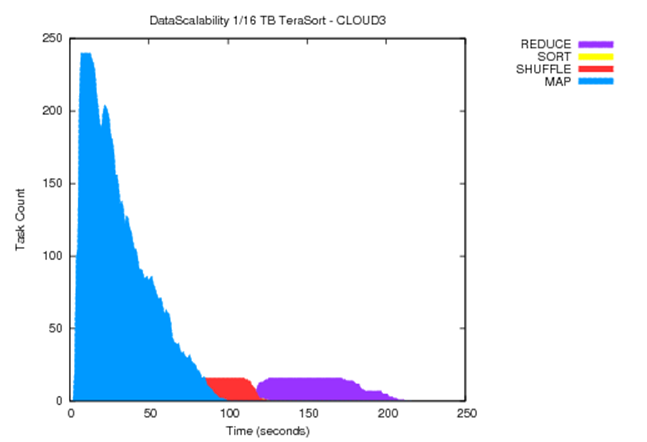 DataScalability 1/16 TB TeraSort - CLOUD3
REDUCE
SORT
SHUFFLE
MAP
250
200
150
100
50
0
Task Count
0 50 100 150 200 250
Time (seconds)